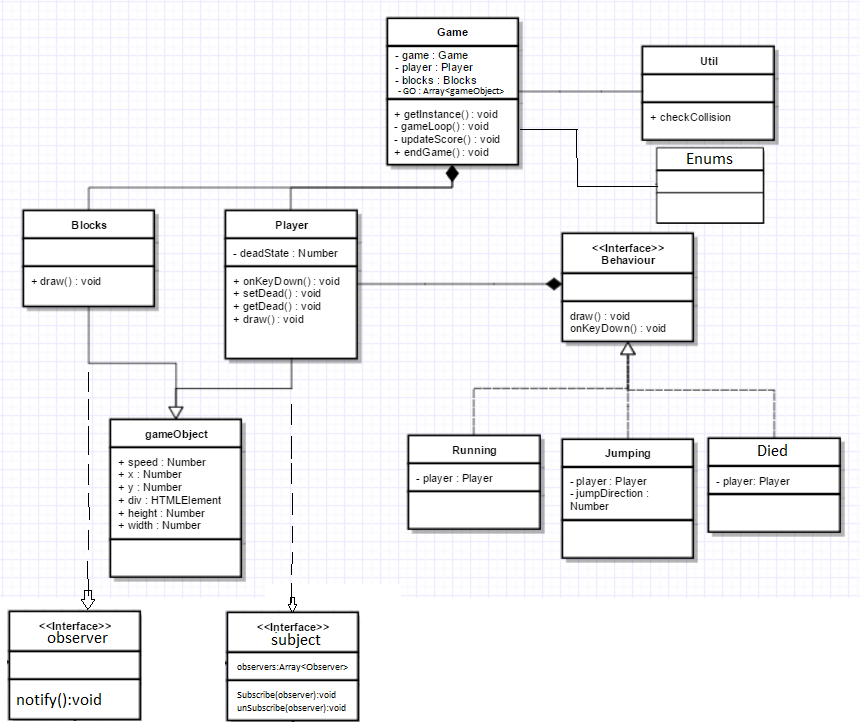 Game
- game : Game
- player : Player
- blocks : Blocks
- GO : Array<gameObject>
+ getInstance() : void
- gameLoop() : void
- updateScore() : void
+ endGame() : void
Util
+ checkCollision
Enums
Blocks
+ draw() : void
Player
- deadState : Number
+ onKeyDown() : void
+ setDead() : void
+ getDead() : void
+ draw() : void
<<Interface>>
Behaviour
draw() : void
onKeyDown() : void
gameObject
+ speed : Number
+ x : Number
+ y : Number
+ div : HTMLElement
+ height : Number
+ width : Number
Running
- player : Player
Jumping
- player : Player
- jumpDirection :
Number
Died
- player: Player
<<Interface>>
observer
notify():void
<<Interface>>
subject
observers:Array<Observer>
Subscribe(observer):void
unSubscribe(observer):void